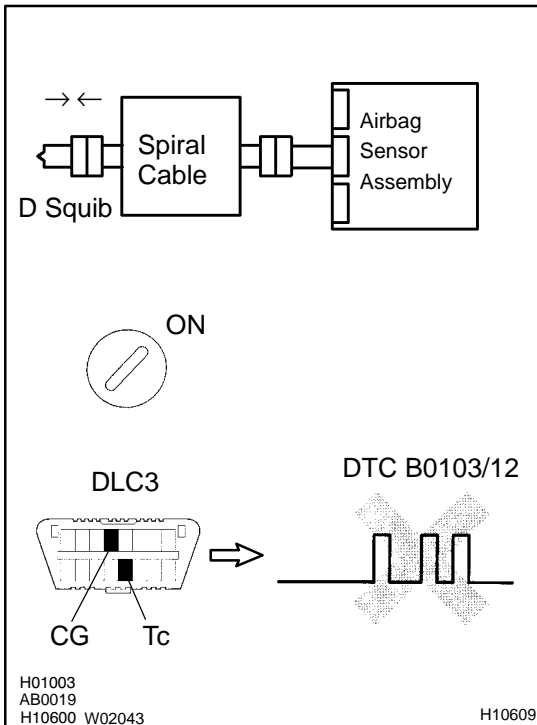 Spiral
Cable
Airbag
Sensor
Assembly
D Squib
ON
DLC3
DTC B0103/12
CG
Tc
H01003
AB0019
H10600 W02043
H10609